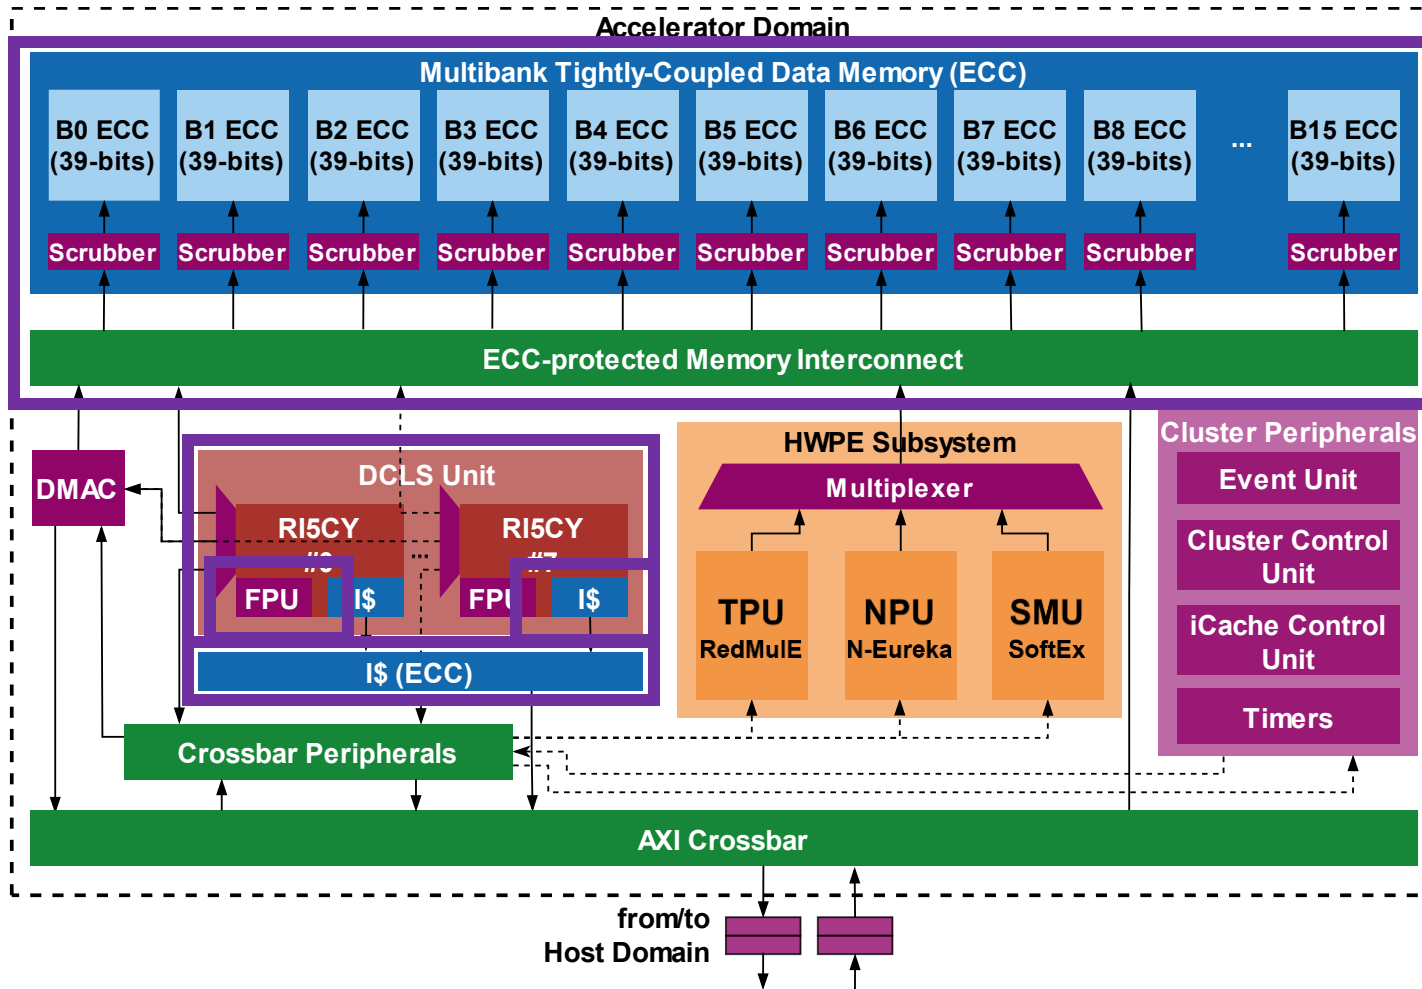 Accelerator Domain
Multibank Tightly-Coupled Data Memory (ECC)
B0 ECC
(39-bits)
B1 ECC
(39-bits)
B2 ECC
(39-bits)
B3 ECC
(39-bits)
B4 ECC
(39-bits)
B5 ECC
(39-bits)
B6 ECC
(39-bits)
B7 ECC
(39-bits)
B8 ECC
(39-bits)
...
B15 ECC
(39-bits)
Scrubber
Scrubber
Scrubber
Scrubber
Scrubber
Scrubber
Scrubber
Scrubber
Scrubber
Scrubber
ECC-protected Memory Interconnect
DMAC
DCLS Unit
RI5CY
FPU
I$
...
RI5CY
#7
FPU
I$
I$ (ECC)
HWPE Subsystem
Multiplexer
TPU
RedMulE
NPU
N-Eureka
SMU
SoftEx
Cluster Peripherals
Event Unit
Cluster Control
Unit
iCache Control
Unit
Timers
Crossbar Peripherals
AXI Crossbar
from/to
Host Domain